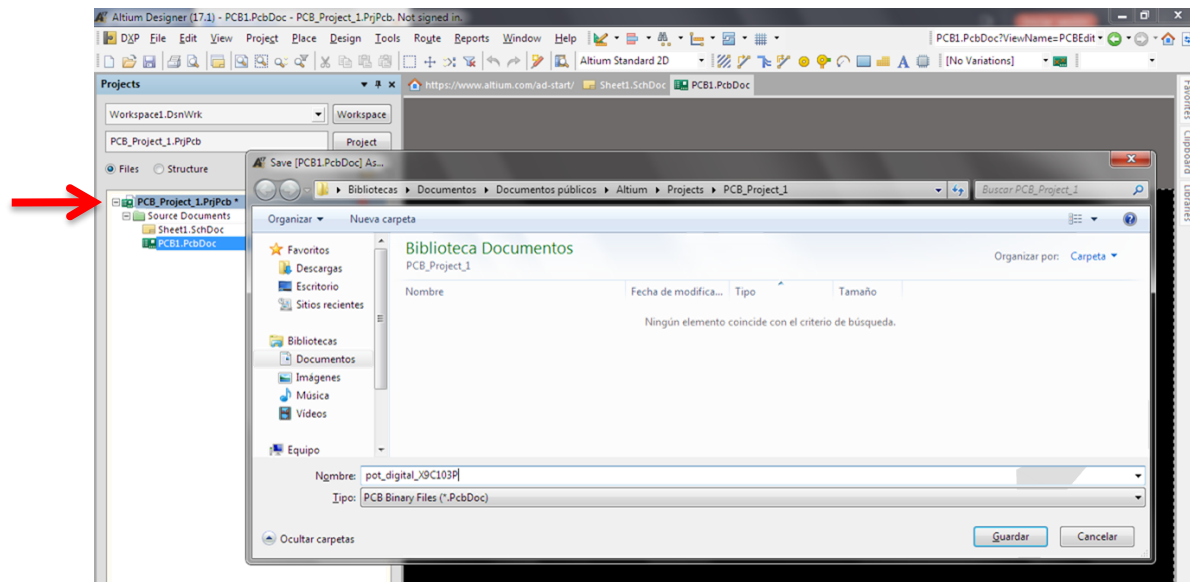 Altium Designer (17.1) - PCB1.PcbDoc - PCB_Project_1.PrjPcb. Not signed in.
DXP File Edit View Project Place Design Tools Route Reports Window Help PCB1.PcbDoc?ViewName=PCBEdit
Altium Standard 2D [No Variations]
Projects https://www.altium.com/ad-start/ Sheet1.SchDoc PCB1.PcbDoc
Workspace1.DsnWrk Workspace
PCB_Project_1.PrjPcb Project
Files Structure
PCB_Project_1.PrjPcb *
Source Documents
Sheet1.SchDoc
PCB1.PcbDoc
Save [PCB1.PcbDoc] As...
Bibliotecas Documentos Documentos públicos Altium Projects PCB_Project_1 Buscar PCB_Project_1
Organizar Nueva carpeta
Favoritos
Descargas
Escritorio
Sitios recientes
Bibliotecas
Documentos
Imágenes
Música
Vídeos
Equipo
Biblioteca Documentos
PCB_Project_1
Organizar por: Carpeta
Nombre Fecha de modifica... Tipo Tamaño
Ningún elemento coincide con el criterio de búsqueda.
Nombre: pot_digital_X9C103P
Tipo: PCB Binary Files (*.PcbDoc)
Ocultar carpetas Guardar Cancelar
Favorites
Clipboard
Libraries